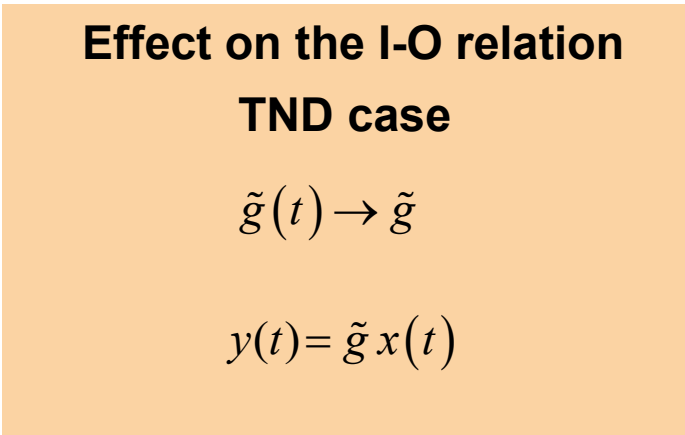 Effect on the I-O relation
TND case
g̃(t)→g̃
y(t)= g̃ x(t)